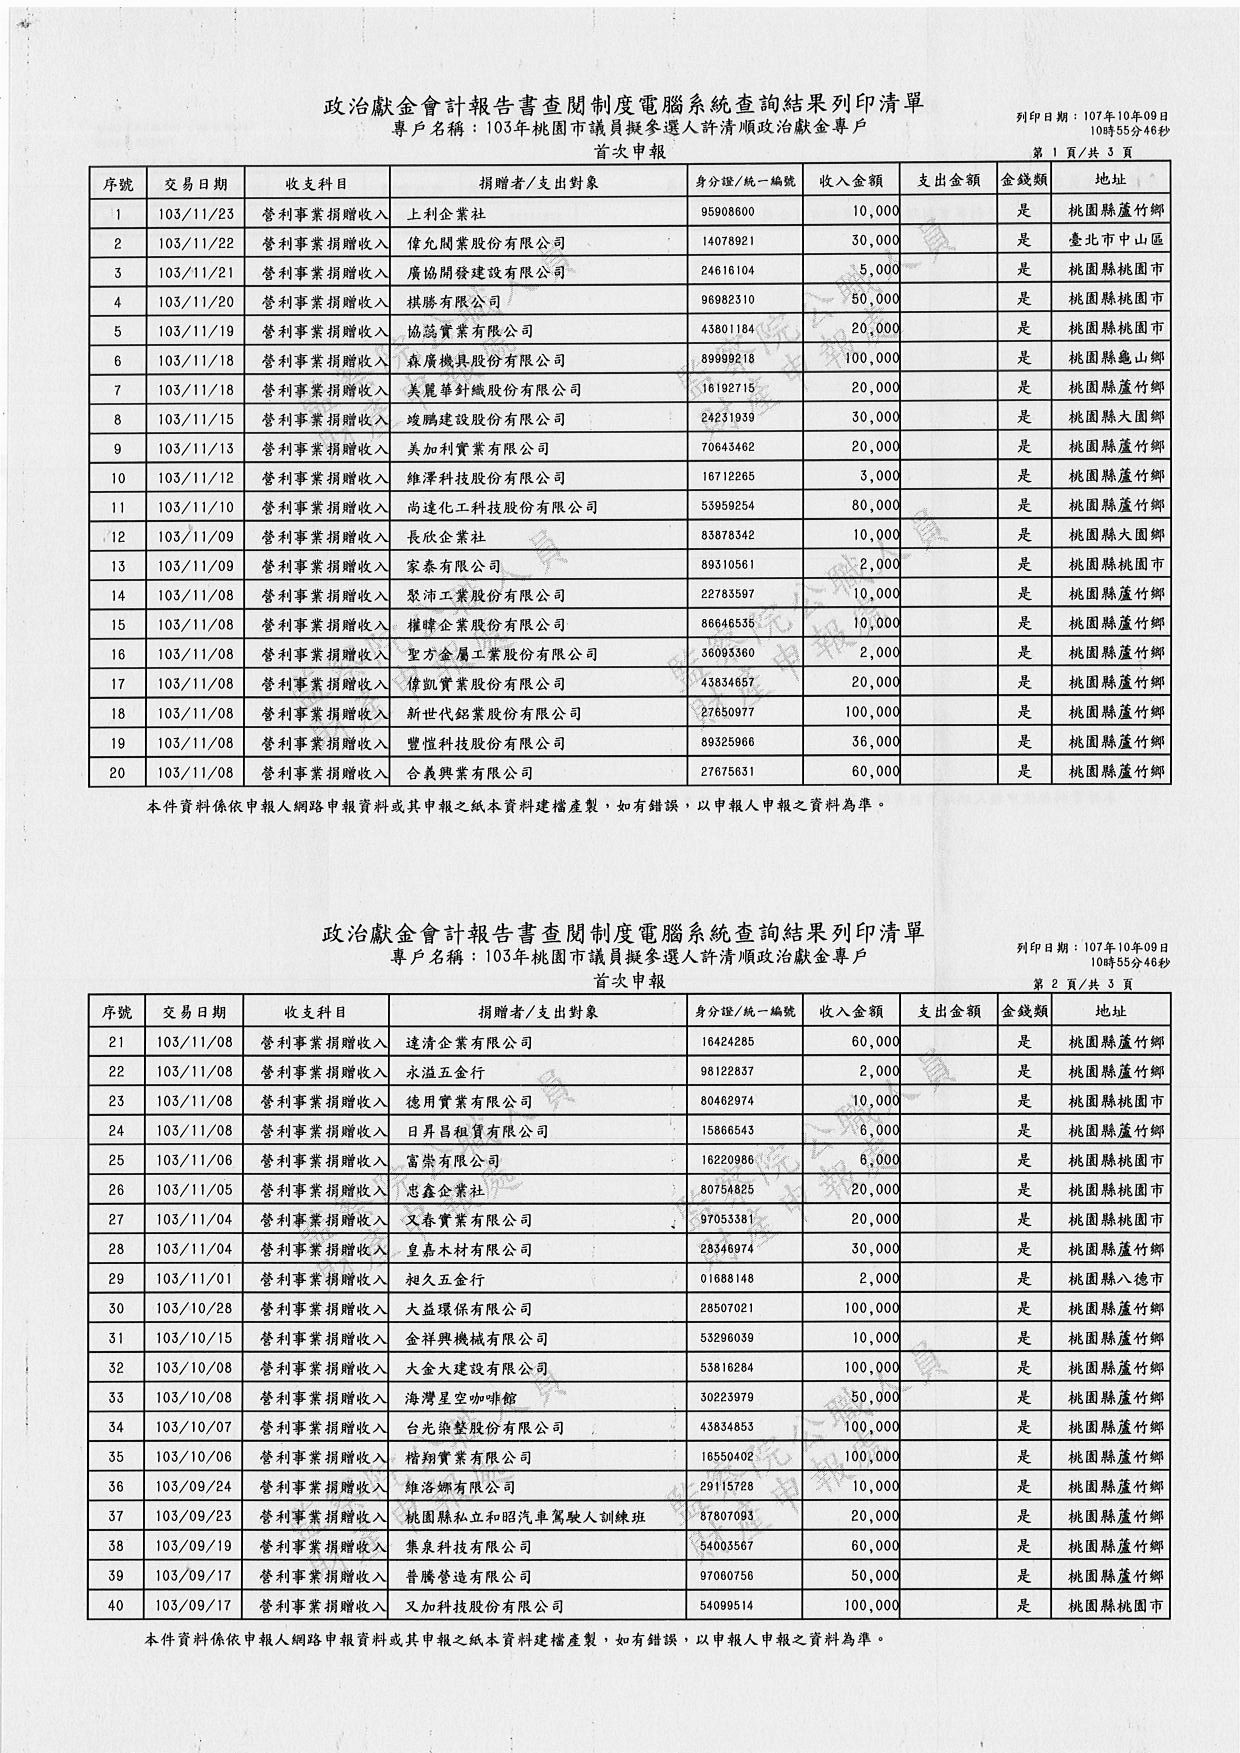 政治獻金會計報告書查閱制度電腦系統查詢結果列印清單
專戶名稱：103年桃園市議員擬參選人許清順政治獻金專戶
首次申報
列印日期：107年10年09日
10時55分46秒
第 1 頁/共 3 頁
序號 交易日期 收支科目 捐贈者/支出對象 身分證/統一編號 收入金額 支出金額 金錢類 地址
1 103/11/23 營利事業捐贈收入 上利企業社 95908600 10,000 是 桃園縣蘆竹鄉
2 103/11/22 營利事業捐贈收入 偉允閥業股份有限公司 14078921 30,000 是 臺北市中山區
3 103/11/21 營利事業捐贈收入 廣協開發建設有限公司 24616104 5,000 是 桃園縣桃園市
4 103/11/20 營利事業捐贈收入 棋勝有限公司 96982310 50,000 是 桃園縣桃園市
5 103/11/19 營利事業捐贈收入 協蕊實業有限公司 43801184 20,000 是 桃園縣桃園市
6 103/11/18 營利事業捐贈收入 森廣機具股份有限公司 89999218 100,000 是 桃園縣龜山鄉
7 103/11/18 營利事業捐贈收入 美麗華針織股份有限公司 16192715 20,000 是 桃園縣蘆竹鄉
8 103/11/15 營利事業捐贈收入 竣鵬建設股份有限公司 24231939 30,000 是 桃園縣大園鄉
9 103/11/13 營利事業捐贈收入 美加利實業有限公司 70643462 20,000 是 桃園縣蘆竹鄉
10 103/11/12 營利事業捐贈收入 維澤科技股份有限公司 16712265 3,000 是 桃園縣蘆竹鄉
11 103/11/10 營利事業捐贈收入 尚達化工科技股份有限公司 53959254 80,000 是 桃園縣蘆竹鄉
12 103/11/09 營利事業捐贈收入 長欣企業社 83878342 10,000 是 桃園縣大園鄉
13 103/11/09 營利事業捐贈收入 家泰有限公司 89310561 2,000 是 桃園縣桃園市
14 103/11/08 營利事業捐贈收入 聚沛工業股份有限公司 22783597 10,000 是 桃園縣蘆竹鄉
15 103/11/08 營利事業捐贈收入 權暐企業股份有限公司 86646535 10,000 是 桃園縣蘆竹鄉
16 103/11/08 營利事業捐贈收入 聖方金屬工業股份有限公司 36093360 2,000 是 桃園縣蘆竹鄉
17 103/11/08 營利事業捐贈收入 偉凱實業股份有限公司 43834657 20,000 是 桃園縣蘆竹鄉
18 103/11/08 營利事業捐贈收入 新世代鋁業股份有限公司 27650977 100,000 是 桃園縣蘆竹鄉
19 103/11/08 營利事業捐贈收入 豐愷科技股份有限公司 89325966 36,000 是 桃園縣蘆竹鄉
20 103/11/08 營利事業捐贈收入 合義興業有限公司 27675631 60,000 是 桃園縣蘆竹鄉
本件資料係依申報人網路申報資料或其申報之紙本資料建檔產製，如有錯誤，以申報人申報之資料為準。
政治獻金會計報告書查閱制度電腦系統查詢結果列印清單
專戶名稱：103年桃園市議員擬參選人許清順政治獻金專戶
首次申報
列印日期：107年10年09日
10時55分46秒
第 2 頁/共 3 頁
序號 交易日期 收支科目 捐贈者/支出對象 身分證/統一編號 收入金額 支出金額 金錢類 地址
21 103/11/08 營利事業捐贈收入 達清企業有限公司 16424285 60,000 是 桃園縣蘆竹鄉
22 103/11/08 營利事業捐贈收入 永溢五金行 98122837 2,000 是 桃園縣蘆竹鄉
23 103/11/08 營利事業捐贈收入 德用實業有限公司 80462974 10,000 是 桃園縣桃園市
24 103/11/08 營利事業捐贈收入 日昇昌租賃有限公司 15866543 6,000 是 桃園縣蘆竹鄉
25 103/11/06 營利事業捐贈收入 富崇有限公司 16220986 6,000 是 桃園縣桃園市
26 103/11/05 營利事業捐贈收入 忠鑫企業社 80754825 20,000 是 桃園縣桃園市
27 103/11/04 營利事業捐贈收入 又春實業有限公司 97053381 20,000 是 桃園縣桃園市
28 103/11/04 營利事業捐贈收入 皇嘉木材有限公司 28346974 30,000 是 桃園縣蘆竹鄉
29 103/11/01 營利事業捐贈收入 昶久五金行 01688148 2,000 是 桃園縣八德市
30 103/10/28 營利事業捐贈收入 大益環保有限公司 28507021 100,000 是 桃園縣蘆竹鄉
31 103/10/15 營利事業捐贈收入 金祥興機械有限公司 53296039 10,000 是 桃園縣蘆竹鄉
32 103/10/08 營利事業捐贈收入 大金大建設有限公司 53816284 100,000 是 桃園縣蘆竹鄉
33 103/10/08 營利事業捐贈收入 海灣星空咖啡館 30223979 50,000 是 桃園縣蘆竹鄉
34 103/10/07 營利事業捐贈收入 台光染整股份有限公司 43834853 100,000 是 桃園縣蘆竹鄉
35 103/10/06 營利事業捐贈收入 楷翔實業有限公司 16550402 100,000 是 桃園縣蘆竹鄉
36 103/09/24 營利事業捐贈收入 維洛娜有限公司 29115728 10,000 是 桃園縣蘆竹鄉
37 103/09/23 營利事業捐贈收入 桃園縣私立和昭汽車駕駛人訓練班 87807093 20,000 是 桃園縣蘆竹鄉
38 103/09/19 營利事業捐贈收入 集泉科技有限公司 54003567 60,000 是 桃園縣蘆竹鄉
39 103/09/17 營利事業捐贈收入 普騰營造有限公司 97060756 50,000 是 桃園縣蘆竹鄉
40 103/09/17 營利事業捐贈收入 又加科技股份有限公司 54099514 100,000 是 桃園縣桃園市
本件資料係依申報人網路申報資料或其申報之紙本資料建檔產製，如有錯誤，以申報人申報之資料為準。